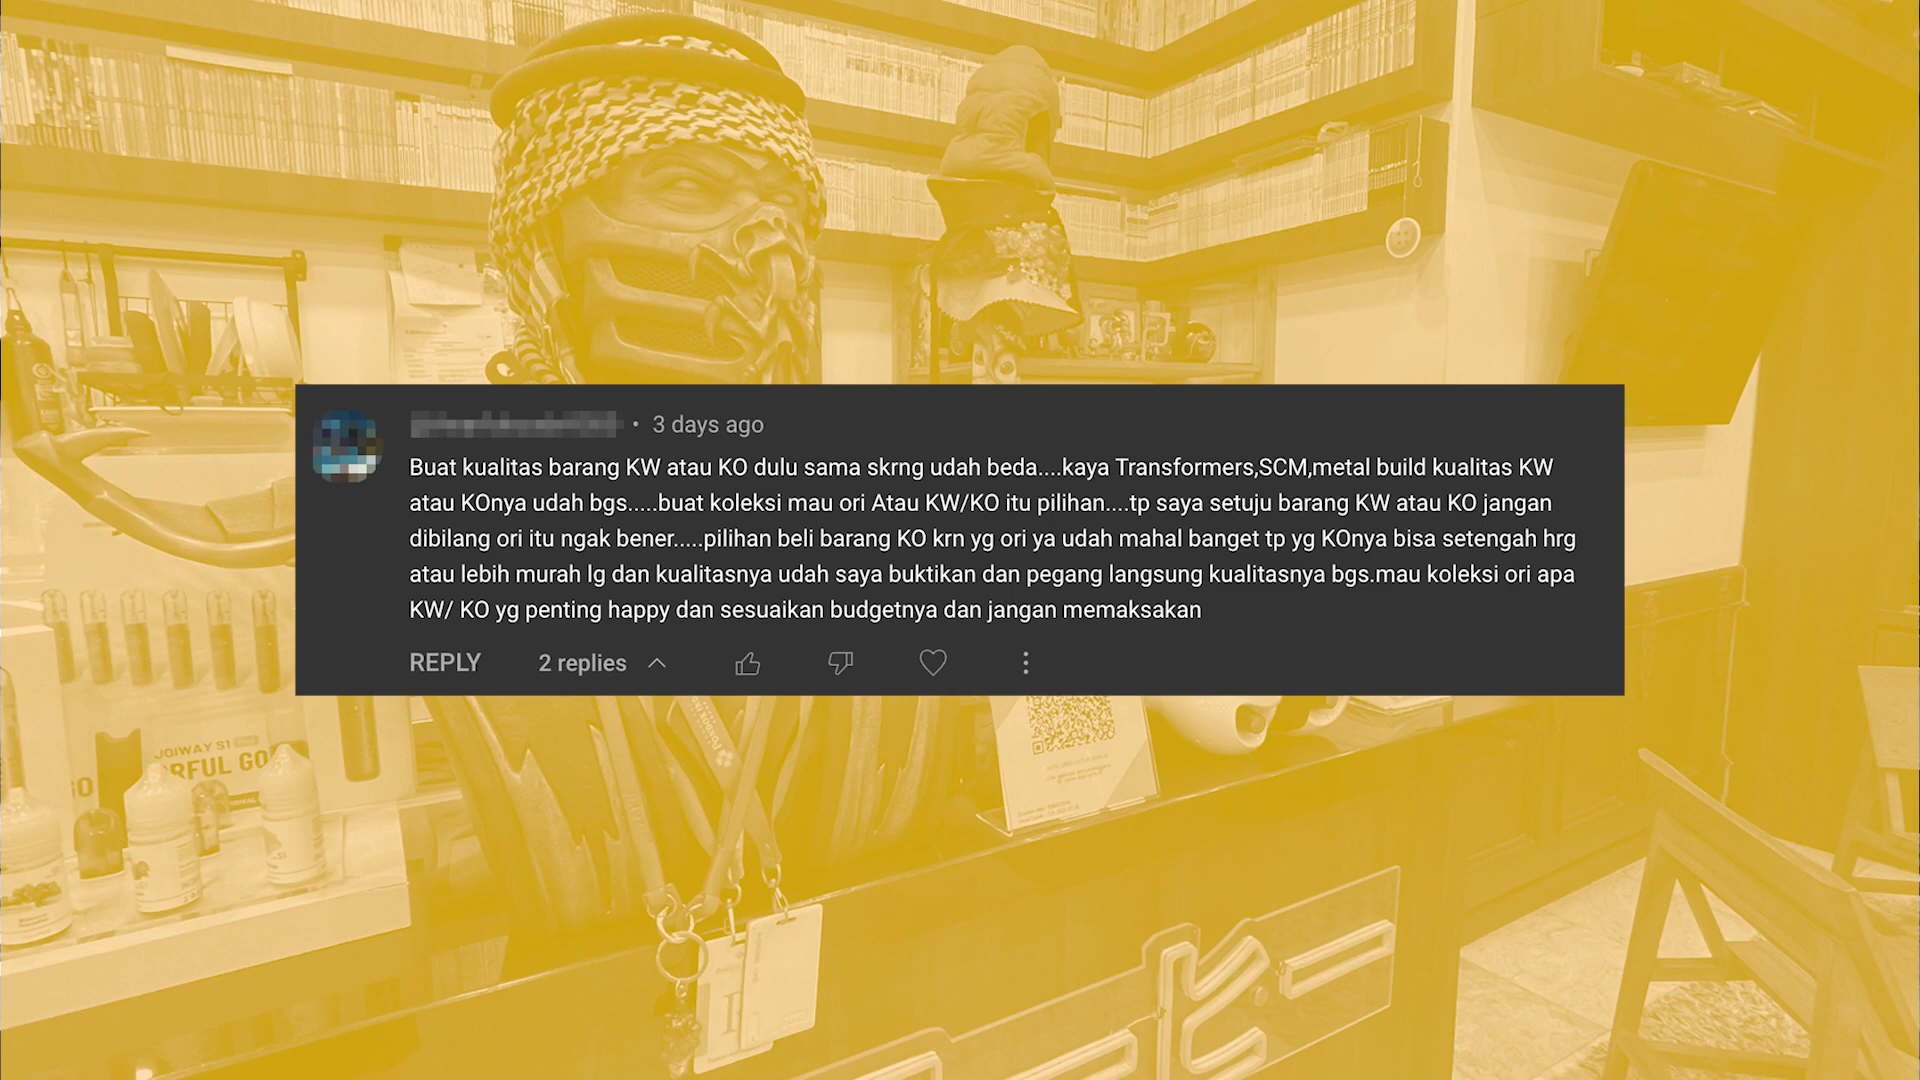 • 3 days ago
Buat kualitas barang KW atau KO dulu sama skrng udah beda....kaya Transformers,SCM,metal build kualitas KW
atau KOnya udah bgs.....buat koleksi mau ori Atau KW/KO itu pilihan....tp saya setuju barang KW atau KO jangan
dibilang ori itu ngak bener.....pilihan beli barang KO krn yg ori ya udah mahal banget tp yg KOnya bisa setengah hrg
atau lebih murah lg dan kualitasnya udah saya buktikan dan pegang langsung kualitasnya bgs.mau koleksi ori apa
KW/ KO yg penting happy dan sesuaikan budgetnya dan jangan memaksakan
REPLY 2 replies
JOIWAY S1
RFUL GO